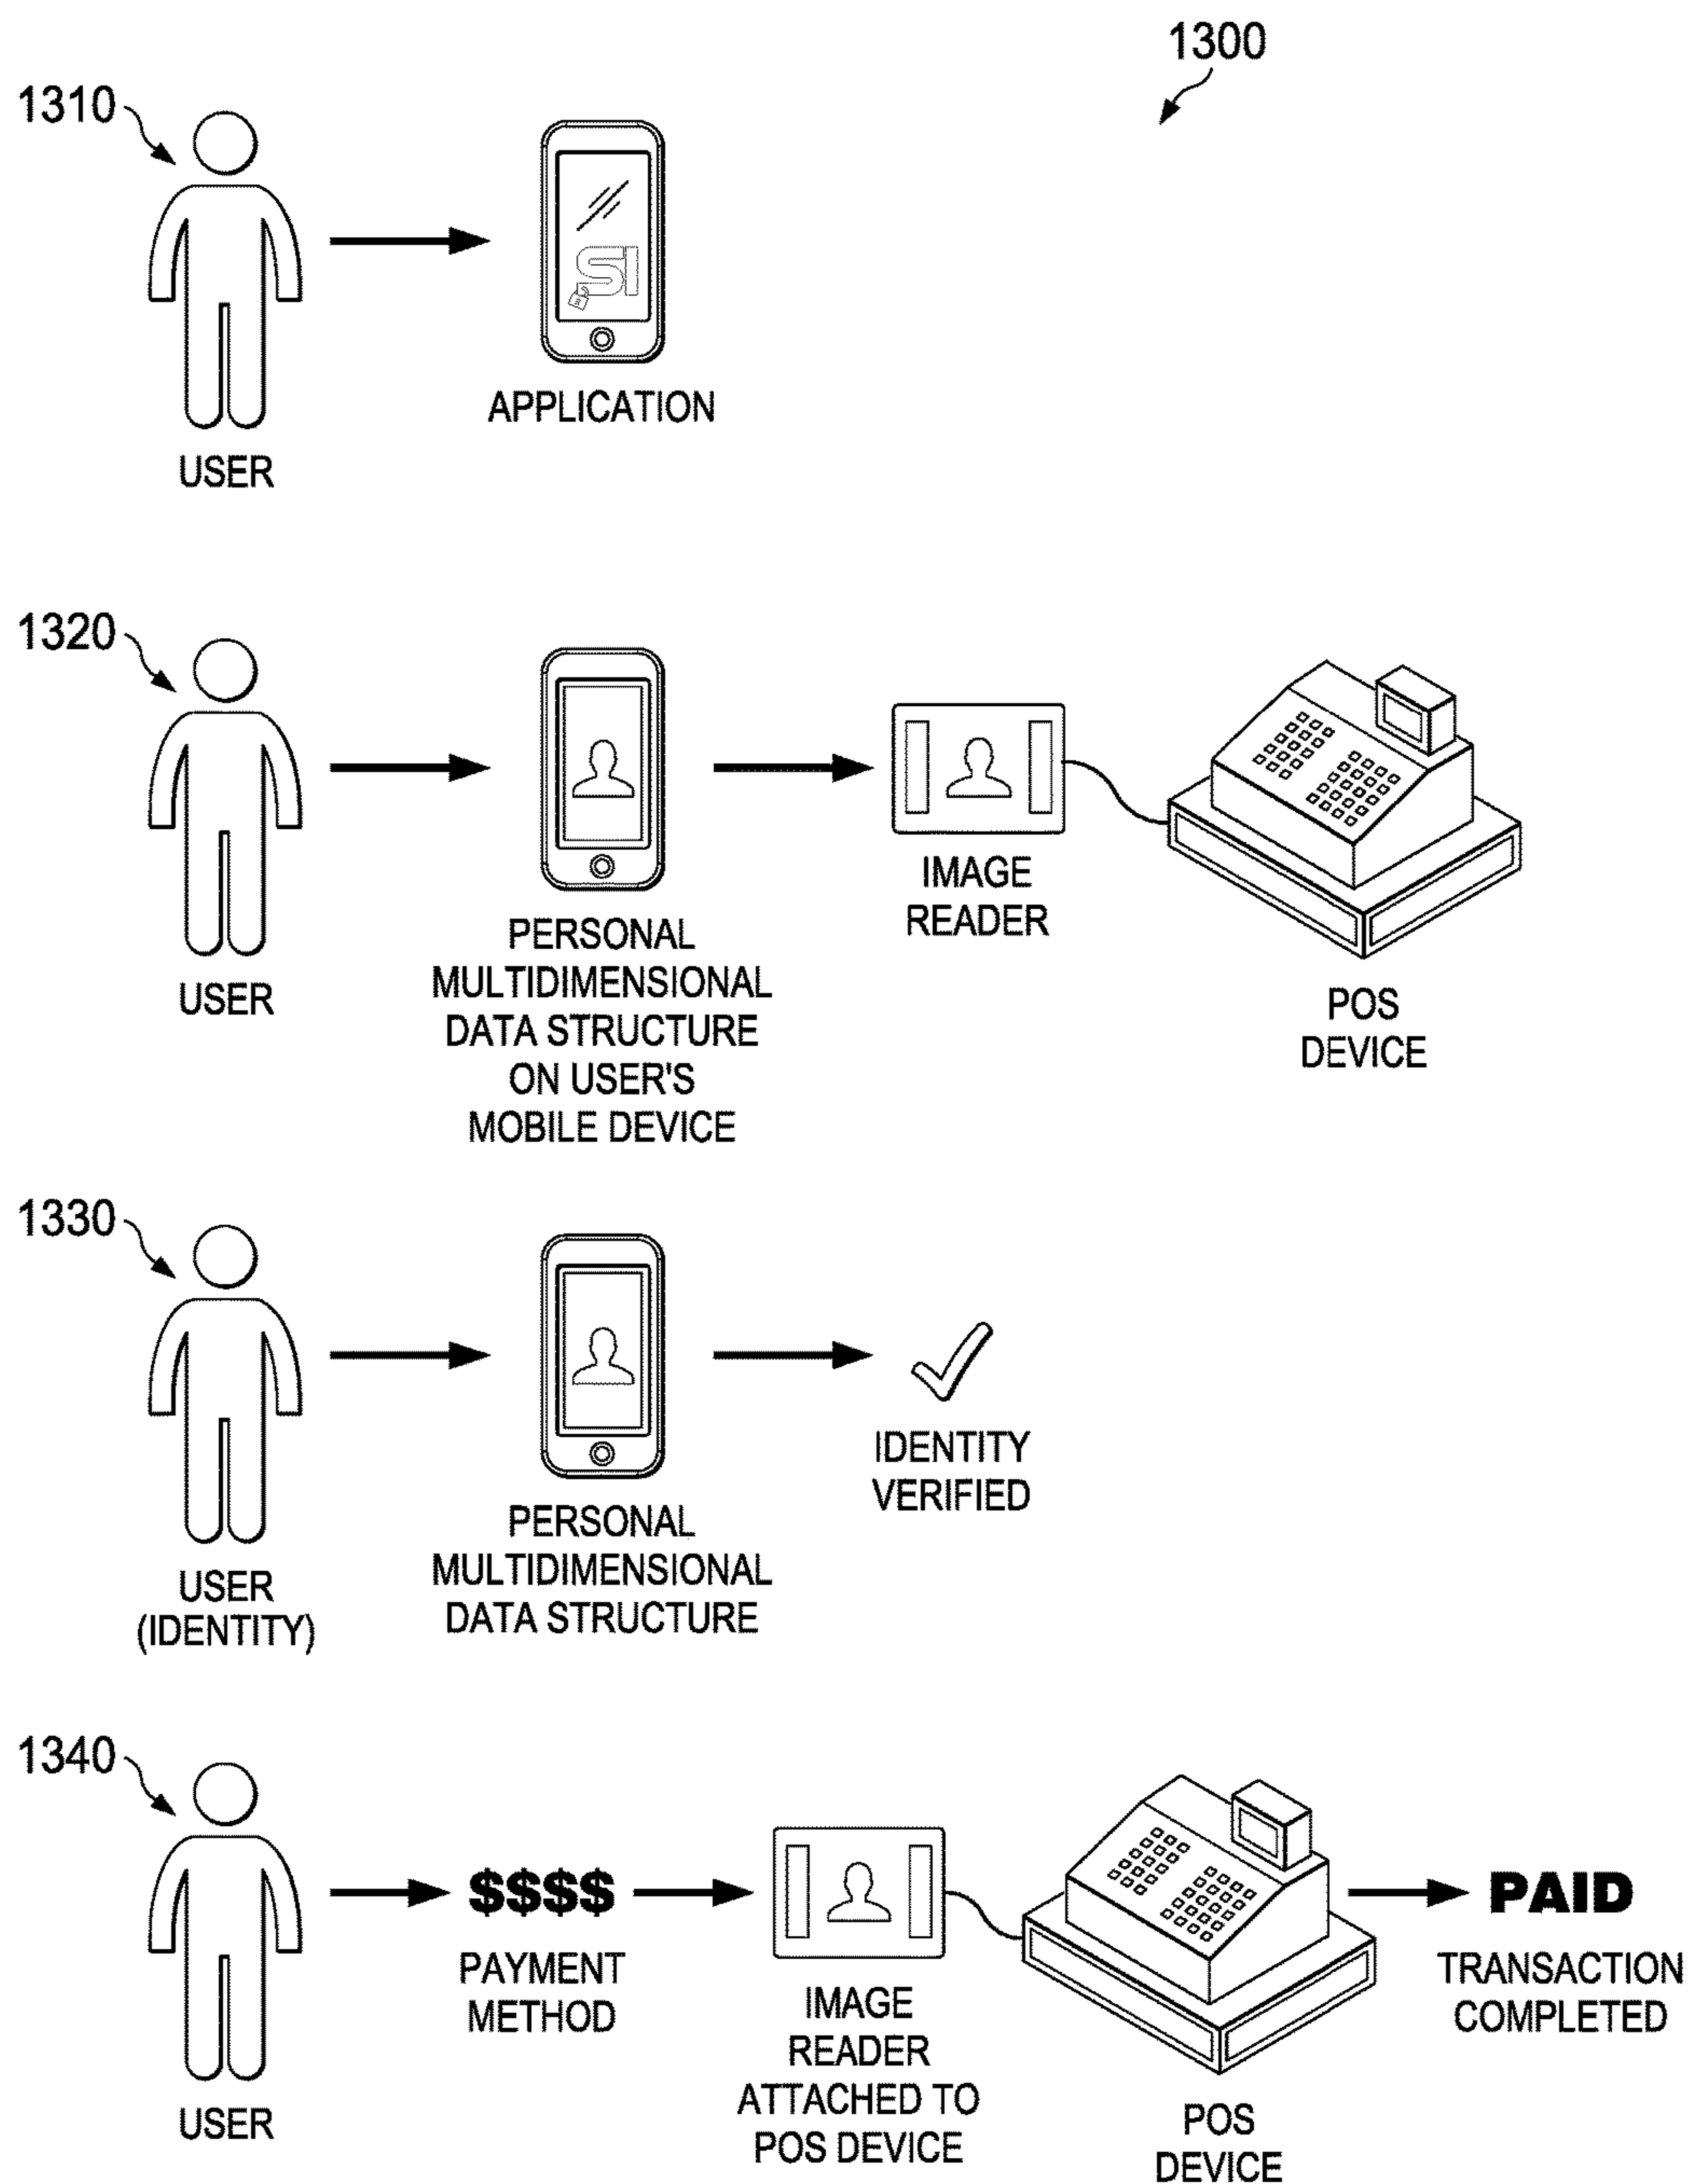 1300
1310
SI
APPLICATION
USER
1320
IMAGE
READER
PERSONAL
MULTIDIMENSIONAL
DATA STRUCTURE
ON USER'S
MOBILE DEVICE
USER
POS
DEVICE
1330
IDENTITY
VERIFIED
PERSONAL
MULTIDIMENSIONAL
DATA STRUCTURE
USER
(IDENTITY)
1340
$$$$
PAID
PAYMENT
METHOD
TRANSACTION
COMPLETED
IMAGE
READER
ATTACHED TO
POS DEVICE
USER
POS
DEVICE